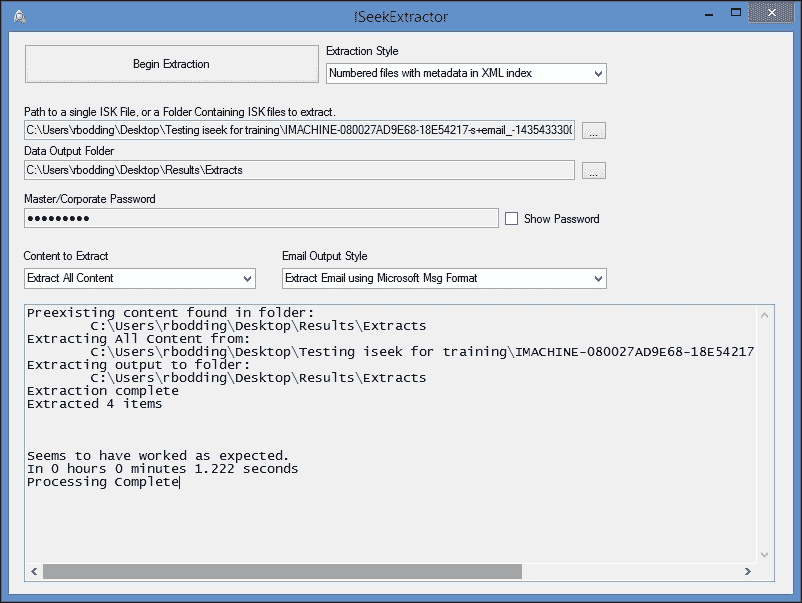 ISeekExtractor
Begin Extraction
Extraction Style
Numbered files with metadata in XML index
Path to a single ISK File, or a Folder Containing ISK files to extract.
C:\Users\rbodding\Desktop\Testing iseek for training\IMACHINE-080027AD9E68-18E54217-s+email_-1435433300
...
Data Output Folder
C:\Users\rbodding\Desktop\Results\Extracts
...
Master/Corporate Password
●●●●●●●●●
Show Password
Content to Extract
Email Output Style
Extract All Content
Extract Email using Microsoft Msg Format
Preexisting content found in folder:
C:\Users\rbodding\Desktop\Results\Extracts
Extracting All Content from:
C:\Users\rbodding\Desktop\Testing iseek for training\IMACHINE-080027AD9E68-18E54217
Extracting output to folder:
C:\Users\rbodding\Desktop\Results\Extracts
Extraction complete
Extracted 4 items
Seems to have worked as expected.
In 0 hours 0 minutes 1.222 seconds
Processing Complete